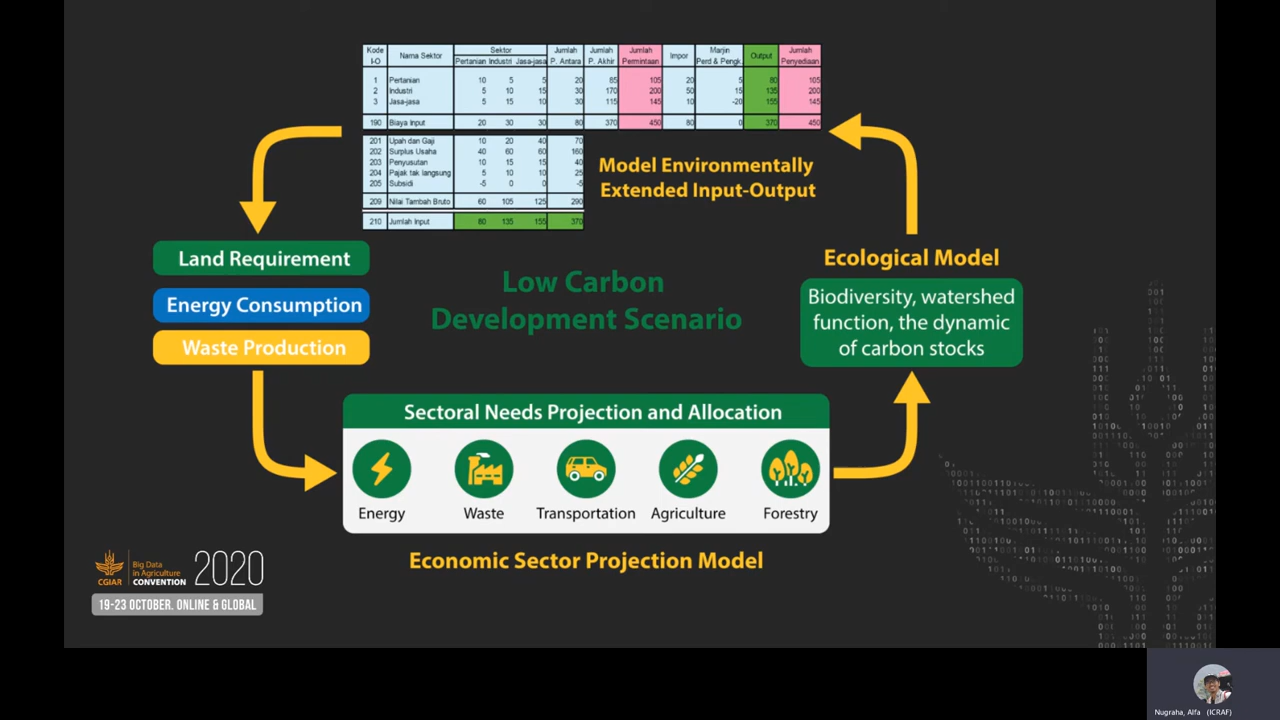 Kode I-O Nama Sektor Sektor Jumlah P. Antara Jumlah P. Akhir Jumlah Permintaan Impor Marjin Perd & Pengk. Output Jumlah Penyediaan
Pertanian Industri Jasa-jasa
1 Pertanian 10 5 5 20 85 105 20 5 80 105
2 Industri 5 10 15 30 170 200 50 15 135 200
3 Jasa-jasa 5 15 10 30 115 145 10 -20 155 145
190 Biaya Input 20 30 30 80 370 450 80 0 370 450
201 Upah dan Gaji 10 20 40 70
202 Surplus Usaha 40 60 60 160
203 Penyusutan 10 15 15 40
204 Pajak tak langsung 5 10 10 25
205 Subsidi -5 0 0 -5
209 Nilai Tambah Bruto 60 105 125 290
210 Jumlah Input 80 135 155 370
Model Environmentally
Extended Input-Output
Land Requirement
Energy Consumption
Waste Production
Low Carbon
Development Scenario
Ecological Model
Biodiversity, watershed
function, the dynamic
of carbon stocks
Sectoral Needs Projection and Allocation
Energy Waste Transportation Agriculture Forestry
Economic Sector Projection Model
CGIAR
Big Data
in Agriculture
CONVENTION
2020
19-23 OCTOBER. ONLINE & GLOBAL
Nugraha, Alfa (ICRAF)